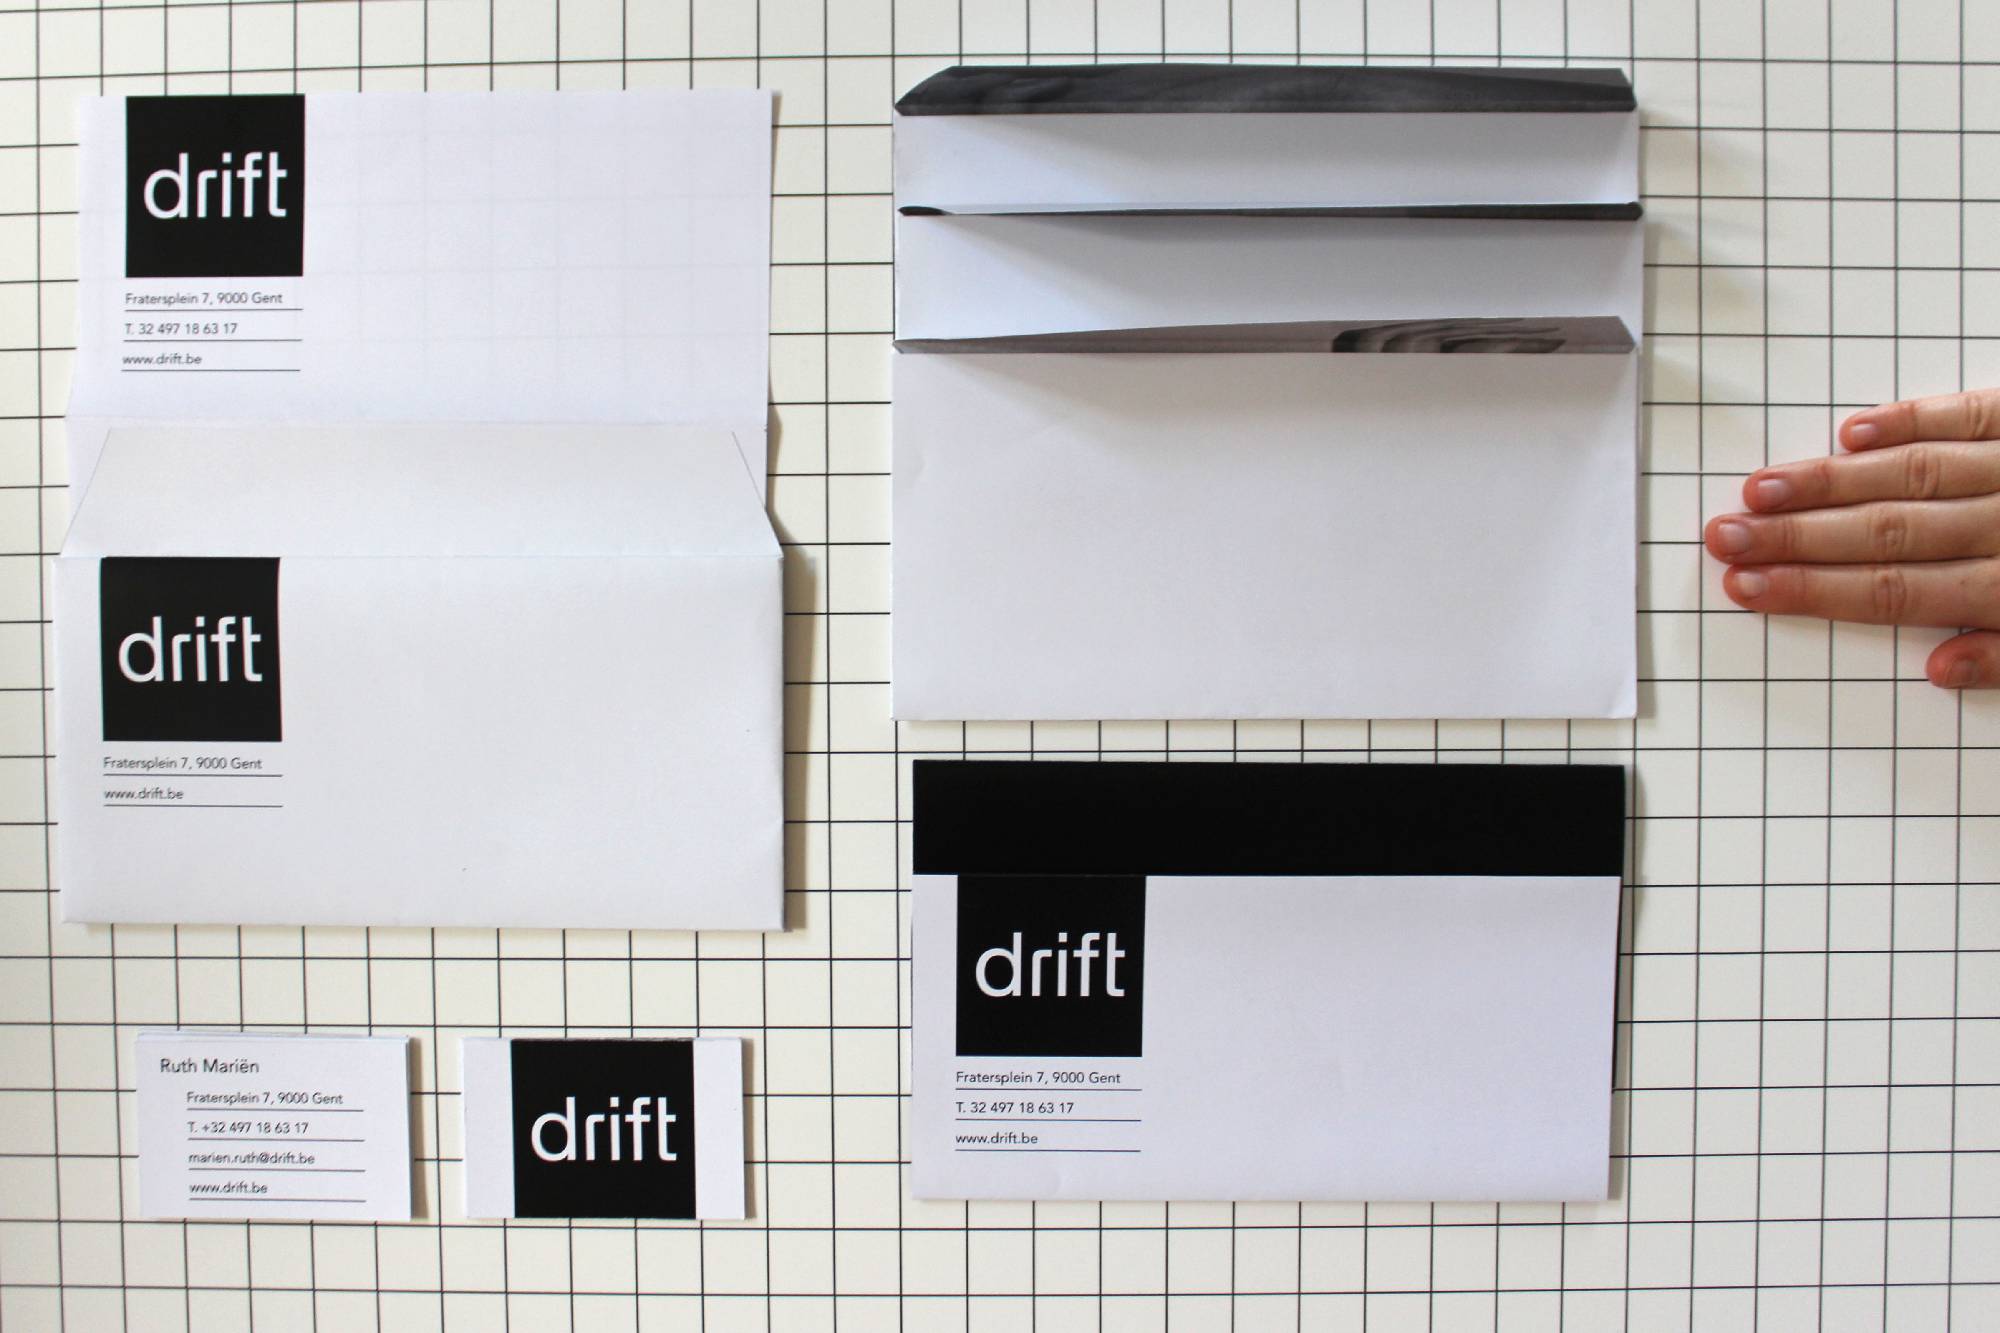 drift
Fratersplein 7, 9000 Gent
T. 32 497 18 63 17
www.drift.be
drift
Fratersplein 7, 9000 Gent
www.drift.be
Ruth Mariën
Fratersplein 7, 9000 Gent
T. +32 497 18 63 17
marien.ruth@drift.be
www.drift.be
drift
drift
Fratersplein 7, 9000 Gent
T. 32 497 18 63 17
www.drift.be